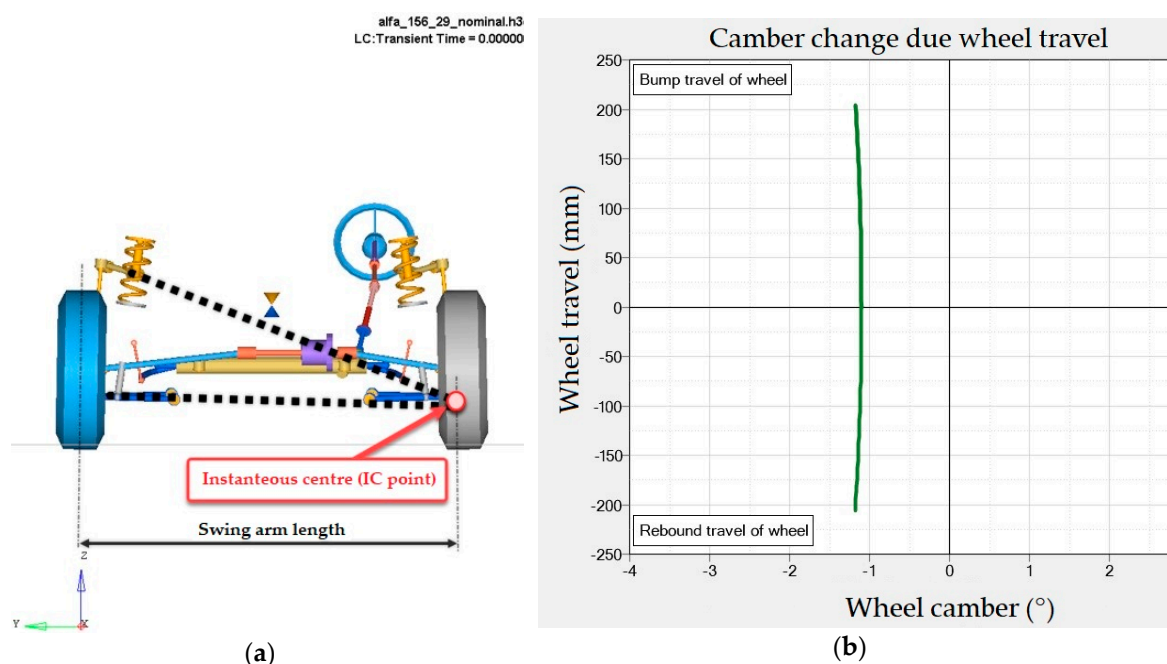 alfa_156_29_nominal.h3
LC:Transient Time = 0.00000
Instanteous centre (IC point)
Swing arm length
Z
Y
X
(a)
Camber change due wheel travel
Bump travel of wheel
Wheel travel (mm)
250
200
150
100
50
0
-50
-100
-150
-200
-250
Rebound travel of wheel
-4
-3
-2
-1
0
1
2
Wheel camber (°)
(b)